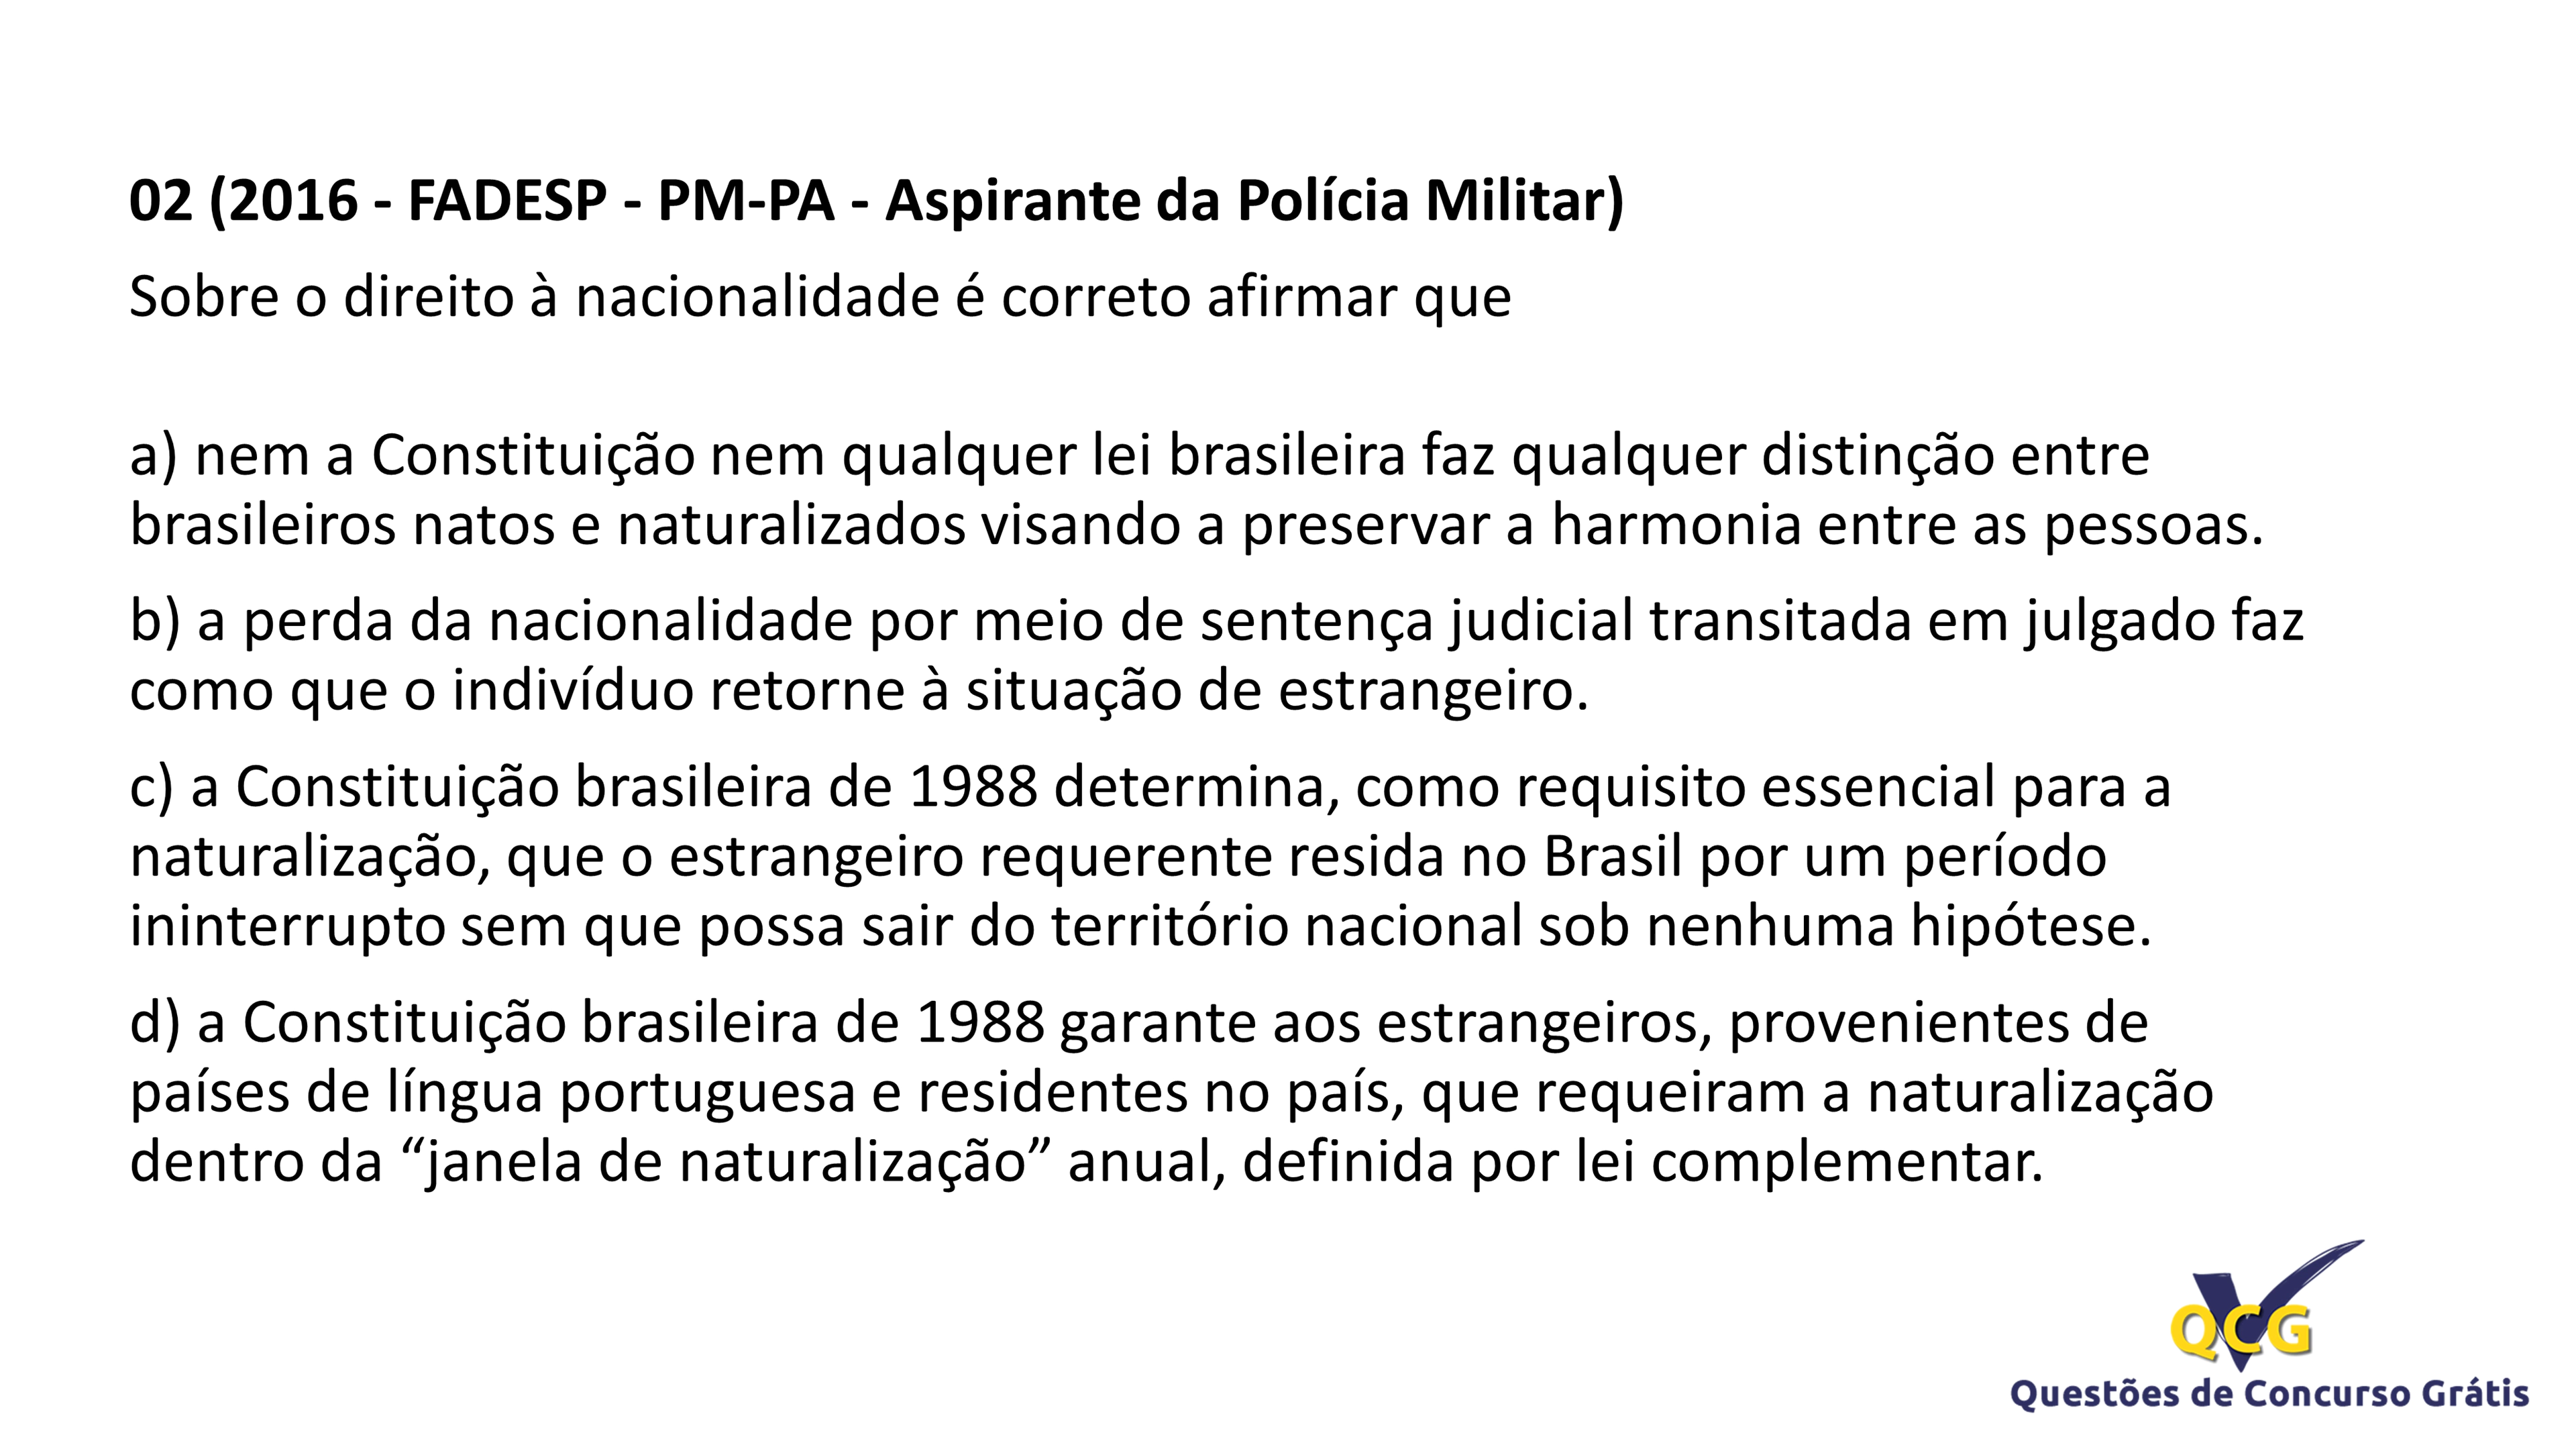 02 (2016 - FADESP - PM-PA - Aspirante da Polícia Militar)
Sobre o direito à nacionalidade é correto afirmar que
a) nem a Constituição nem qualquer lei brasileira faz qualquer distinção entre
brasileiros natos e naturalizados visando a preservar a harmonia entre as pessoas.
b) a perda da nacionalidade por meio de sentença judicial transitada em julgado faz
como que o indivíduo retorne à situação de estrangeiro.
c) a Constituição brasileira de 1988 determina, como requisito essencial para a
naturalização, que o estrangeiro requerente resida no Brasil por um período
ininterrupto sem que possa sair do território nacional sob nenhuma hipótese.
d) a Constituição brasileira de 1988 garante aos estrangeiros, provenientes de
países de língua portuguesa e residentes no país, que requeiram a naturalização
dentro da “janela de naturalização” anual, definida por lei complementar.
QCG
Questões de Concurso Grátis